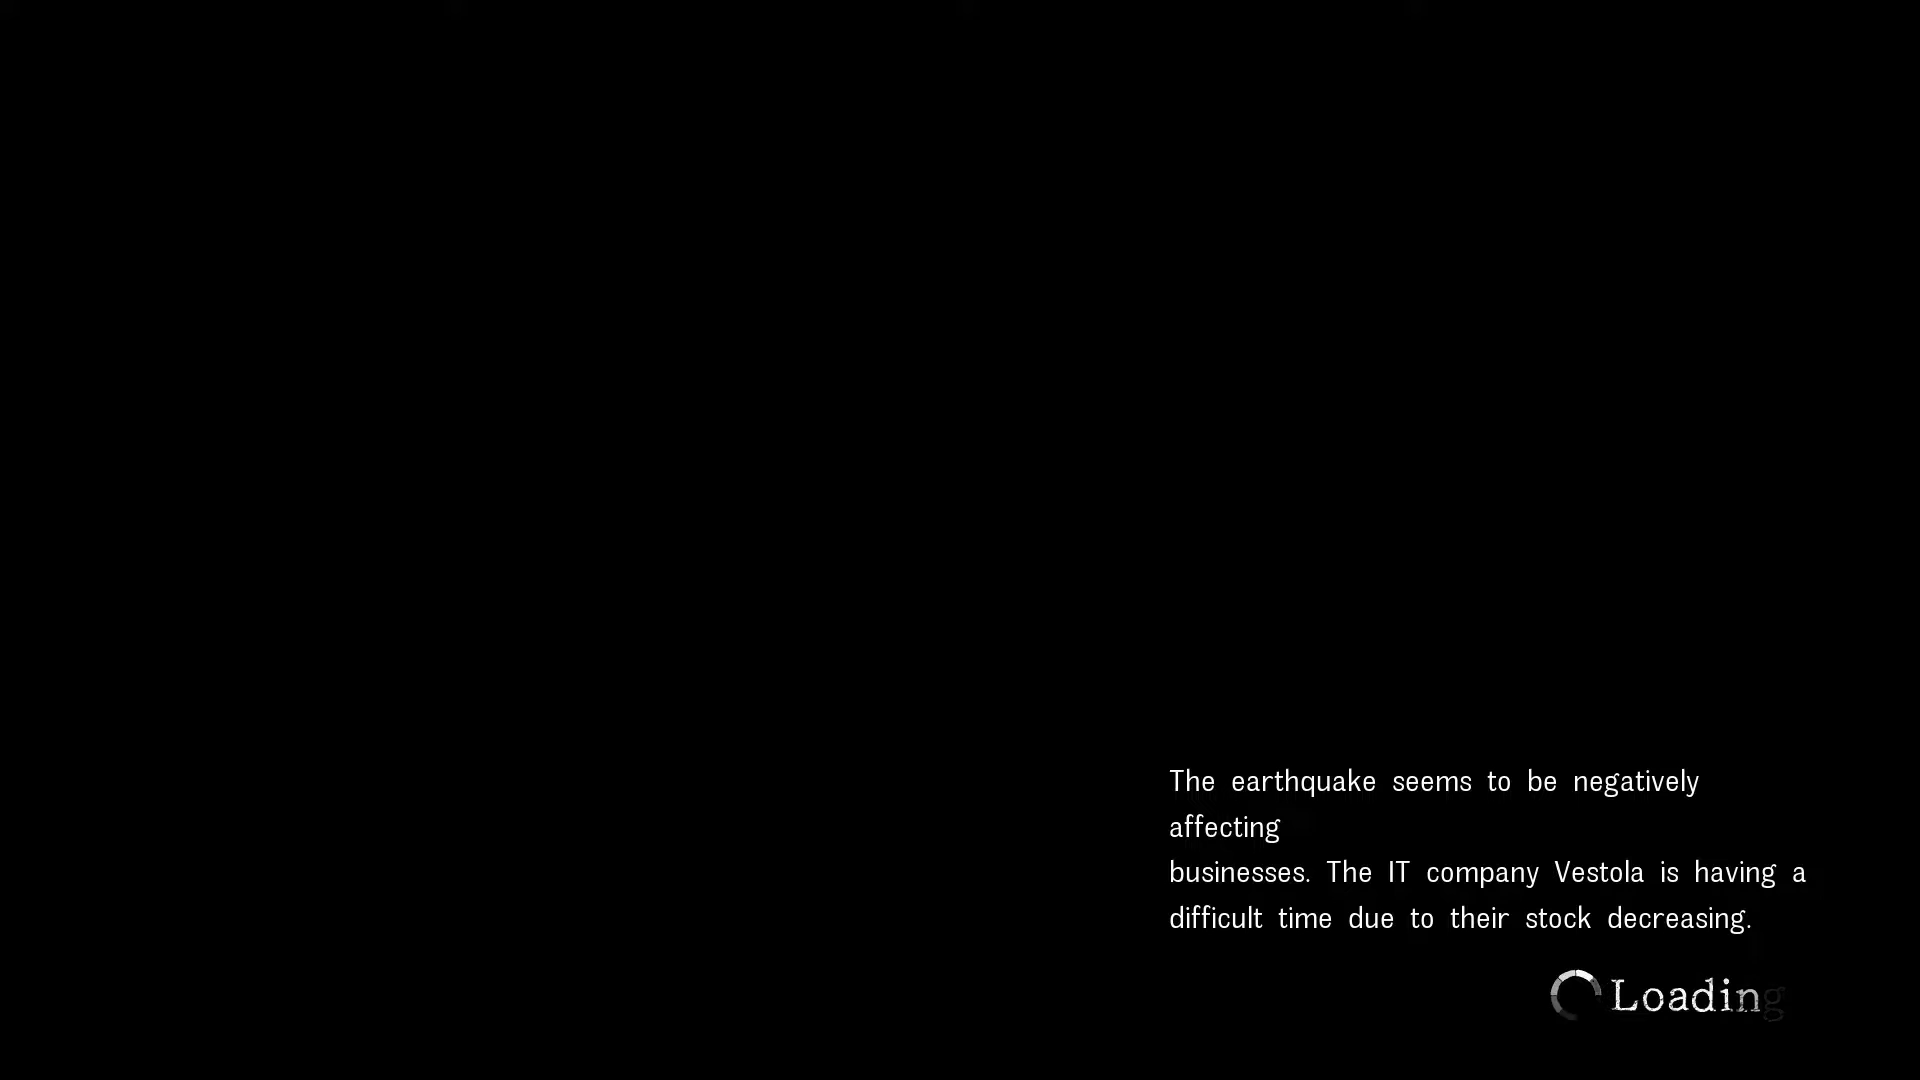 The earthquake seems to be negatively
affecting
businesses. The IT company Vestola is having a
difficult time due to their stock decreasing.
Loading